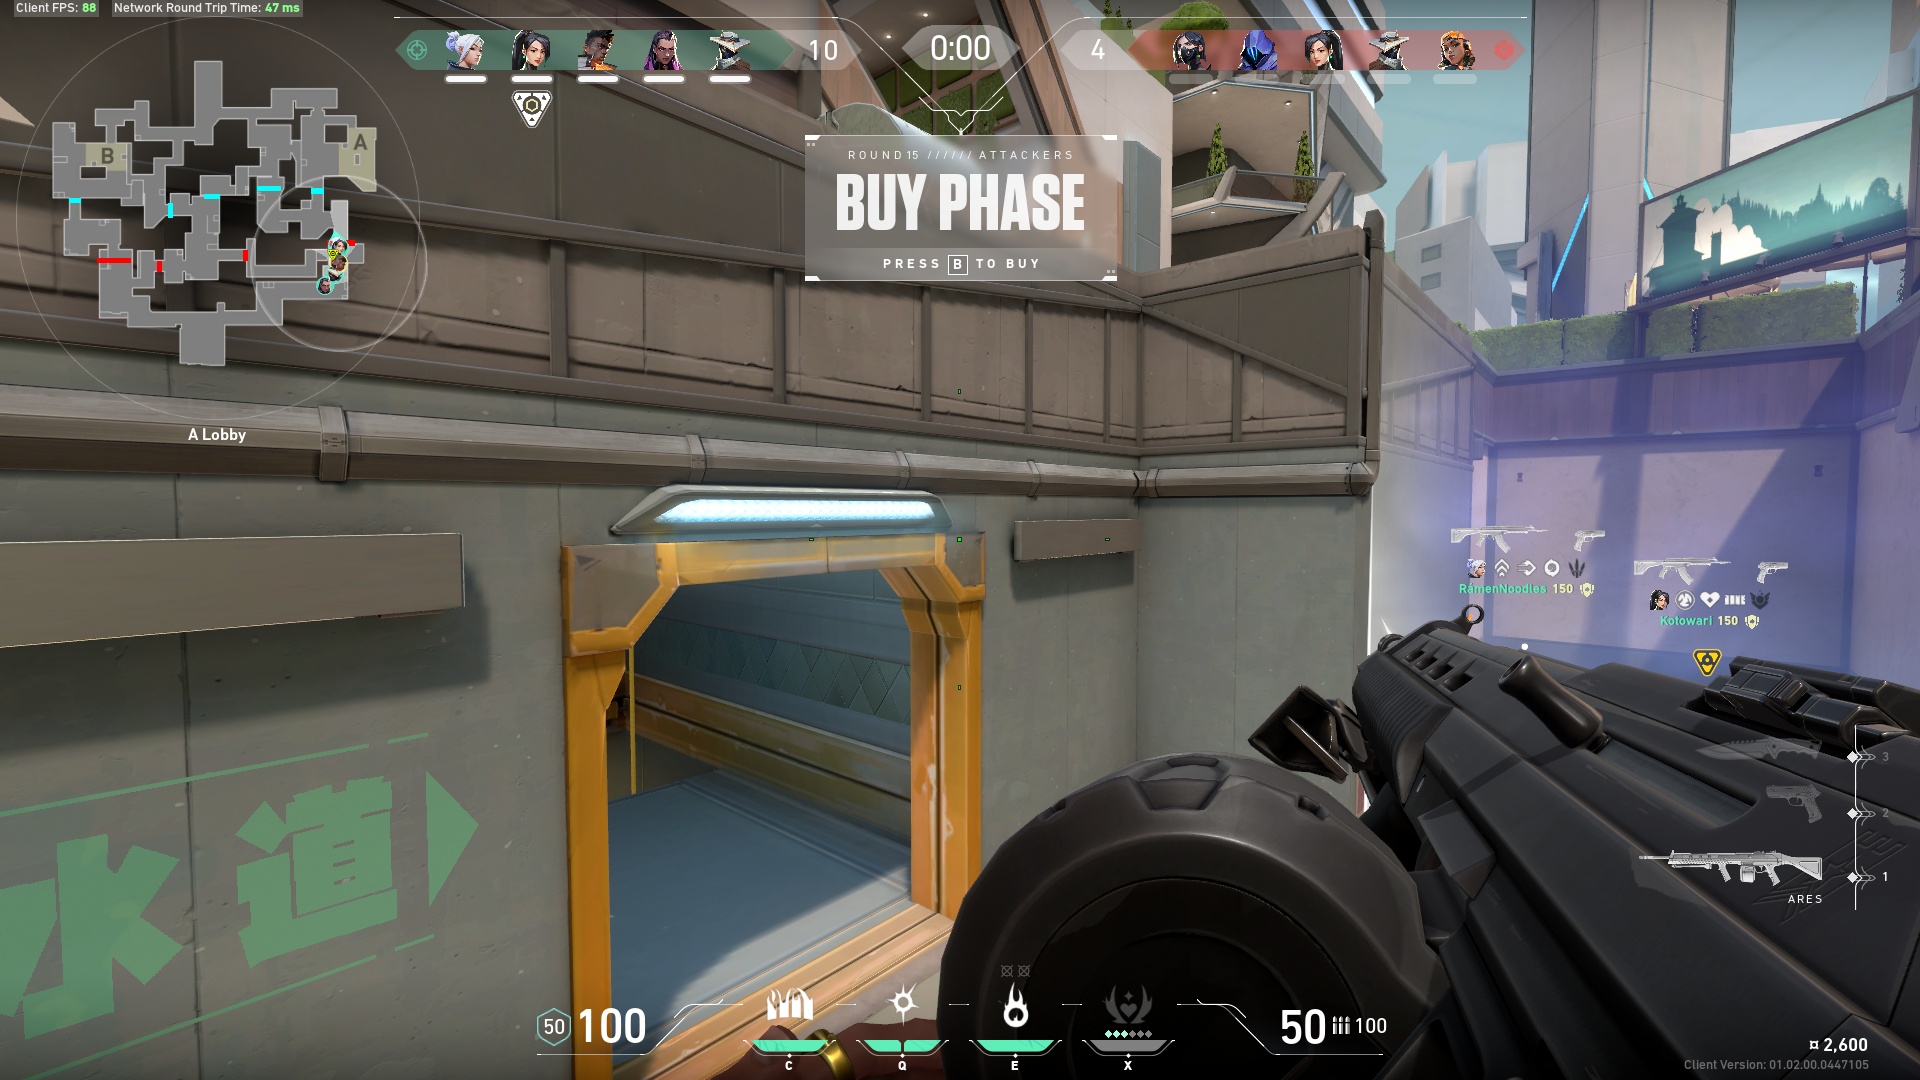 Client FPS: 88
Network Round Trip Time: 47 ms
10
0:00
4
ROUND 15 ////// ATTACKERS
BUY PHASE
PRESS B TO BUY
B
A
A Lobby
RámenNoodles 150
Kotowari 150
水道
3
2
1
ARES
50
100
C
Q
E
X
50
100
¤ 2,600
Client Version: 01.02.00.0447105